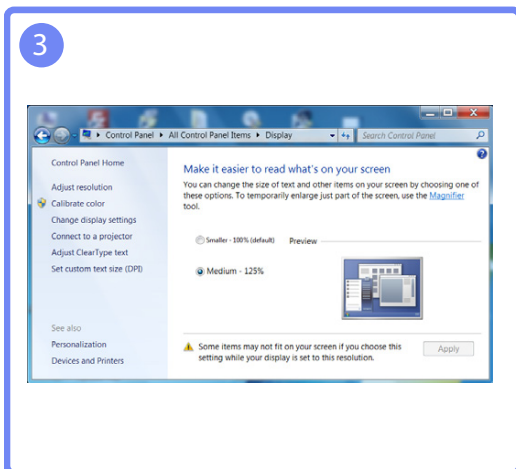 3
Control Panel ▸ All Control Panel Items ▸ Display
Search Control Panel
Control Panel Home
Adjust resolution
Calibrate color
Change display settings
Connect to a projector
Adjust ClearType text
Set custom text size (DPI)
See also
Personalization
Devices and Printers
Make it easier to read what's on your screen
You can change the size of text and other items on your screen by choosing one of
these options. To temporarily enlarge just part of the screen, use the Magnifier
tool.
Smaller - 100% (default)
Preview
Medium - 125%
Some items may not fit on your screen if you choose this
setting while your display is set to this resolution.
Apply